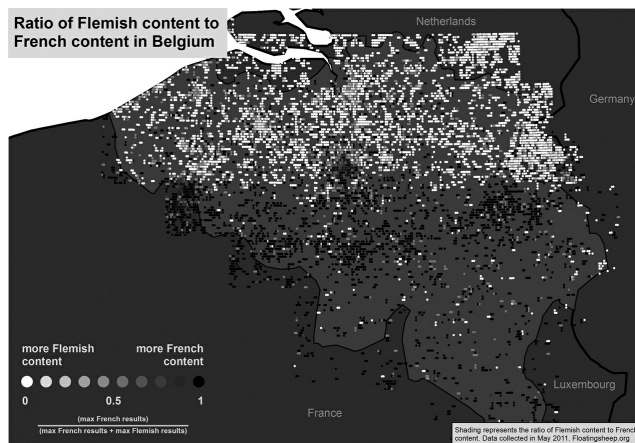 Ratio of Flemish content to
French content in Belgium
Netherlands
Germany
more Flemish
content
more French
content
0
0.5
1
(max French results)
(max French results + max Flemish results)
France
Luxembourg
Shading represents the ratio of Flemish content to French
content. Data collected in May 2011. Floatingsheep.org